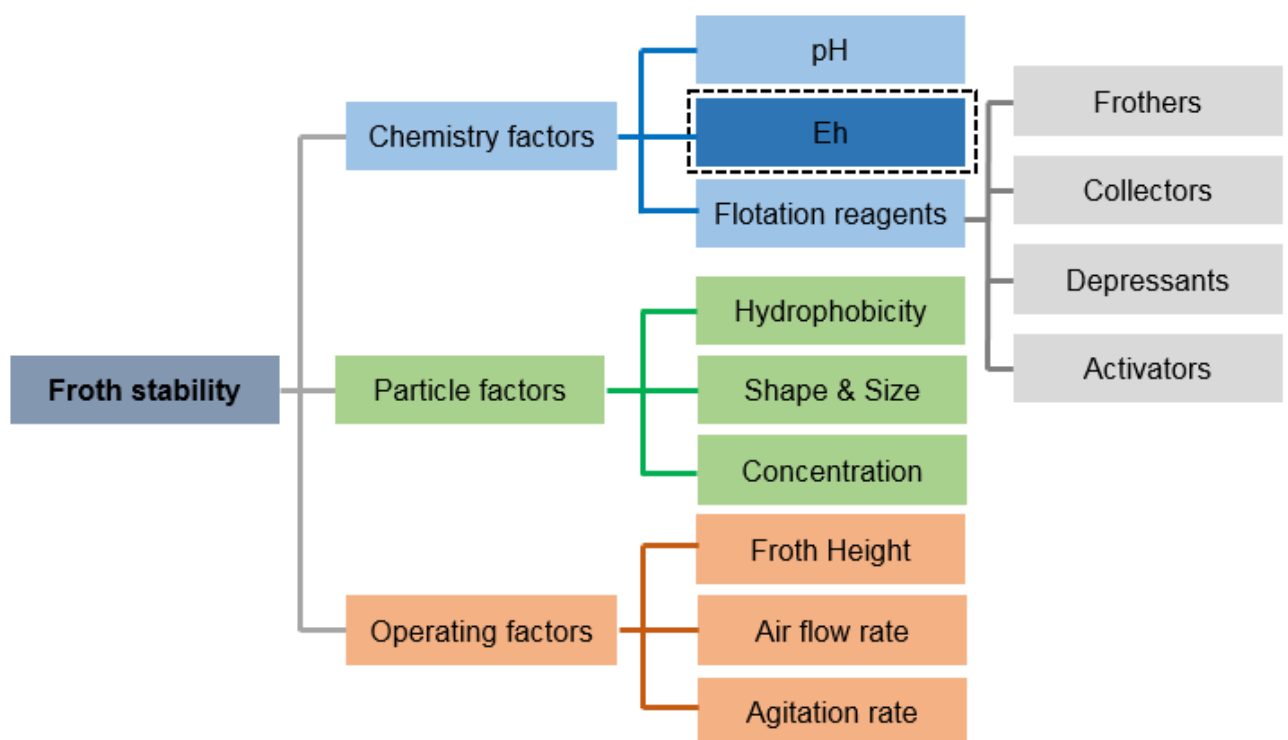 Froth stability
Chemistry factors
pH
Eh
Flotation reagents
Frothers
Collectors
Depressants
Activators
Particle factors
Hydrophobicity
Shape & Size
Concentration
Operating factors
Froth Height
Air flow rate
Agitation rate